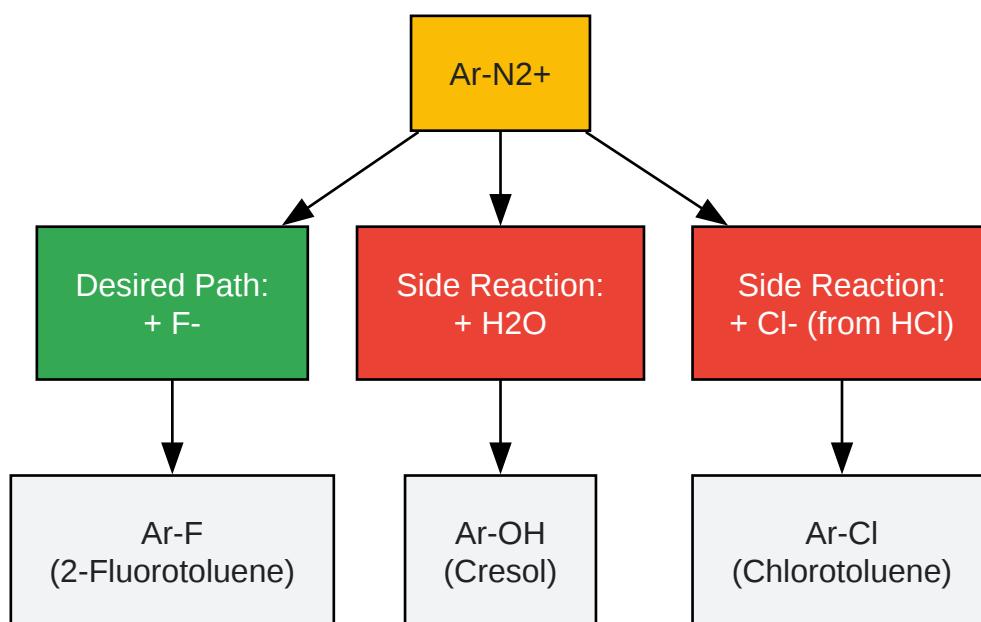 Ar-N2+
Desired Path:
+ F-
Side Reaction:
+ H2O
Side Reaction:
+ Cl- (from HCl)
Ar-F
(2-Fluorotoluene)
Ar-OH
(Cresol)
Ar-Cl
(Chlorotoluene)